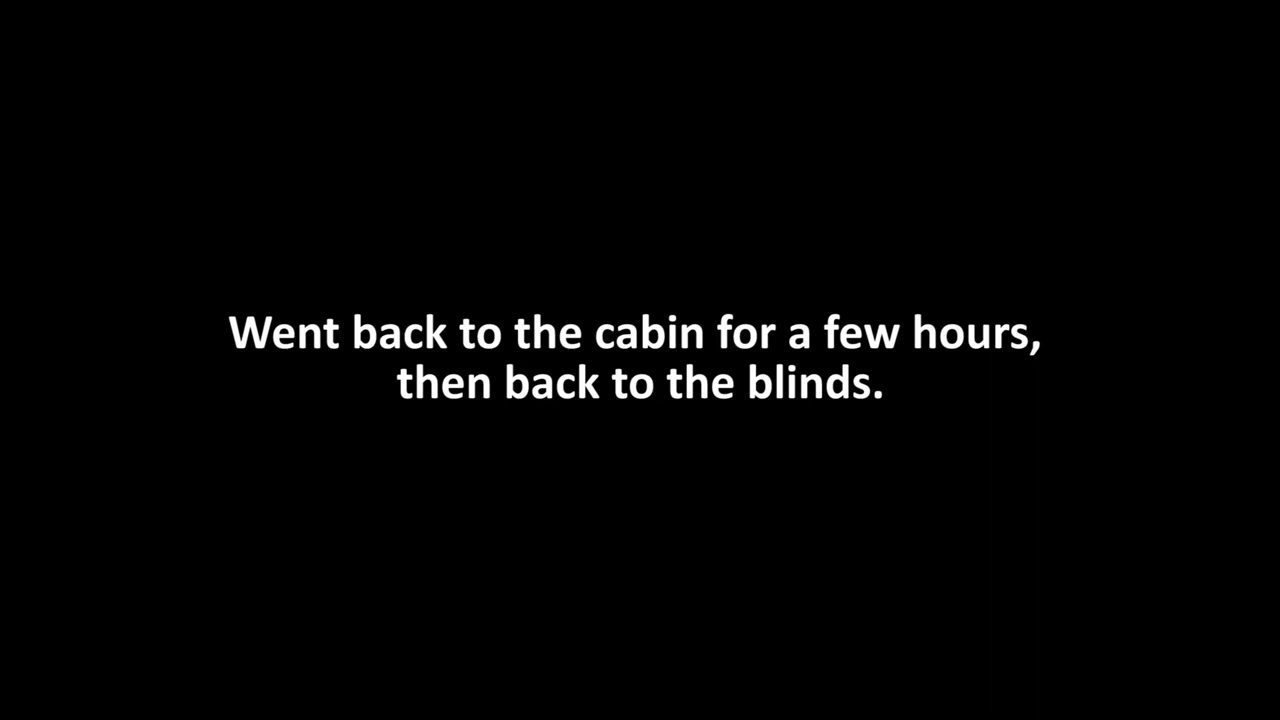 Went back to the cabin for a few hours,
then back to the blinds.